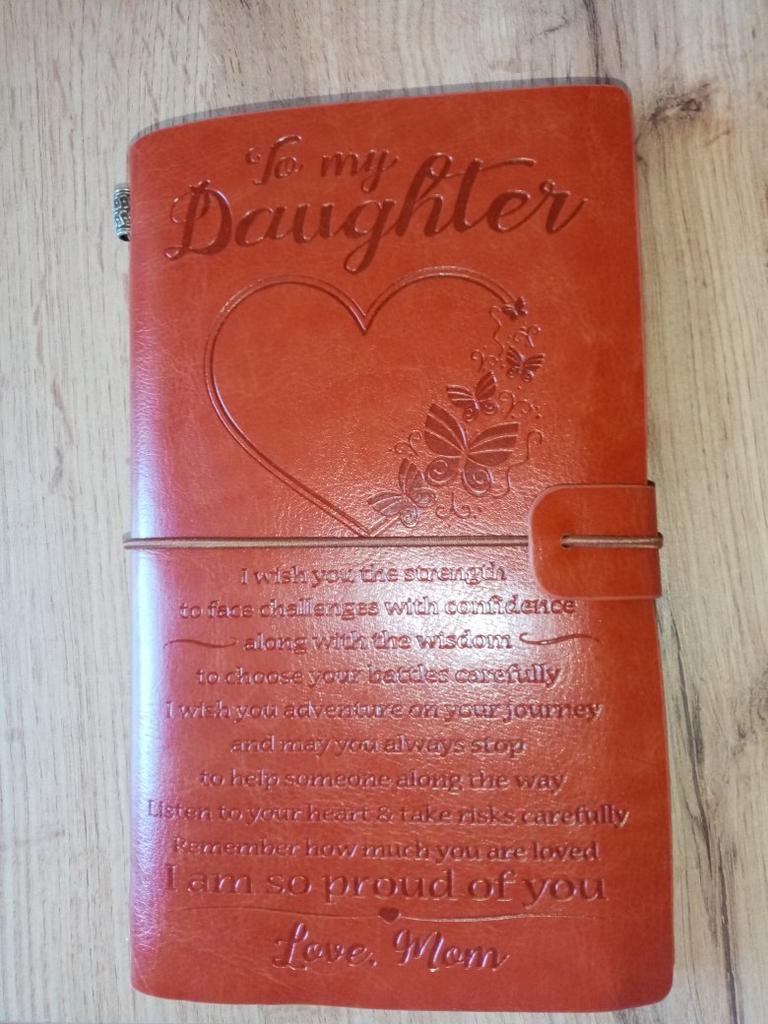 To my
Daughter
I wish you the strength
to face challenges with confidence
along with the wisdom
to choose your battles carefully
I wish you adventure on your journey
and may you always stop
to help someone along the way
Listen to your heart & take risks carefully
Remember how much you are loved
I am so proud of you
Love, Mom